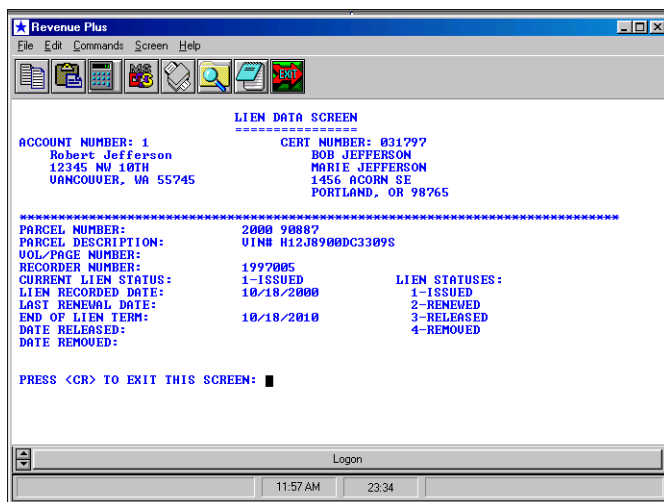 Revenue Plus
File Edit Commands Screen Help
MS
EXIT
LIEN DATA SCREEN
================
ACCOUNT NUMBER: 1 CERT NUMBER: 031797
Robert Jefferson BOB JEFFERSON
12345 NW 10TH MARIE JEFFERSON
VANCOUVER, WA 55745 1456 ACORN SE
PORTLAND, OR 98765
******************************************************************************
PARCEL NUMBER: 2000 90887
PARCEL DESCRIPTION: VIN# H12J8900DC3309S
VOL/PAGE NUMBER:
RECORDER NUMBER: 1997005
CURRENT LIEN STATUS: 1-ISSUED LIEN STATUSES:
LIEN RECORDED DATE: 10/18/2000 1-ISSUED
LAST RENEWAL DATE: 2-RENEWED
END OF LIEN TERM: 10/18/2010 3-RELEASED
DATE RELEASED: 4-REMOVED
DATE REMOVED:
PRESS <CR> TO EXIT THIS SCREEN:
Logon
11:57 AM 23:34